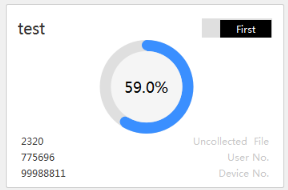 test
First
59.0%
2320 Uncollected File
775696 User No.
99988811 Device No.